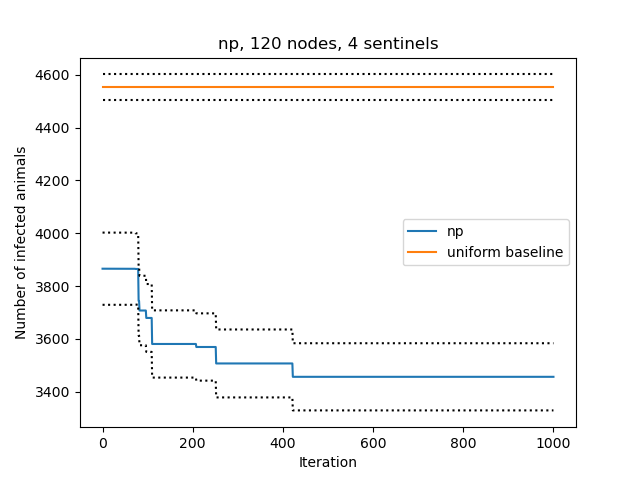 np, 120 nodes, 4 sentinels
Number of infected animals
4600
4400
4200
4000
3800
3600
3400
np
uniform baseline
0
200
400
600
800
1000
Iteration